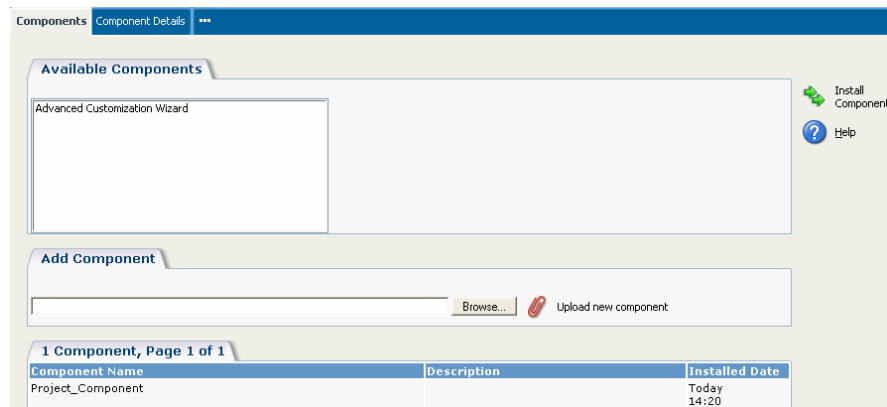 Components Component Details ...
Available Components
Advanced Customization Wizard
Install
Component
Help
Add Component
Browse... Upload new component
1 Component, Page 1 of 1
Component Name Description Installed Date
Project_Component Today
14:20